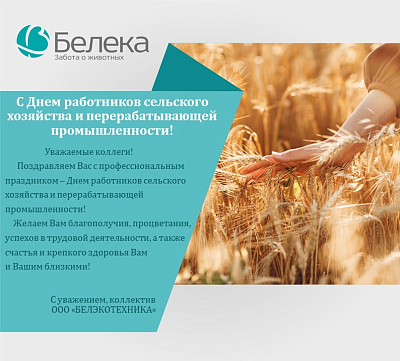 Белека
Забота о животных
С Днем работников сельского
хозяйства и перерабатывающей
промышленности!
Уважаемые коллеги!
Поздравляем Вас с профессиональным
праздником – Днем работников сельского
хозяйства и перерабатывающей
промышленности!
Желаем Вам благополучия, процветания,
успехов в трудовой деятельности, а также
счастья и крепкого здоровья Вам
и Вашим близким!
С уважением, коллектив
ООО «БЕЛЭКОТЕХНИКА»